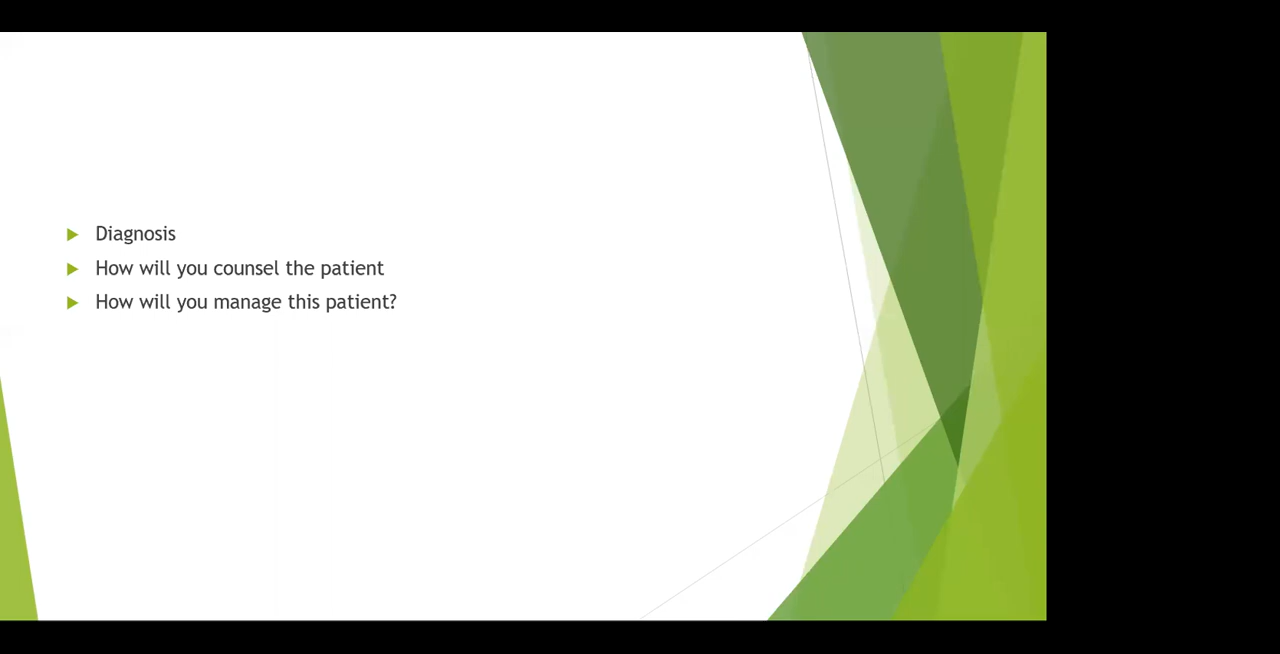 Diagnosis
How will you counsel the patient
How will you manage this patient?